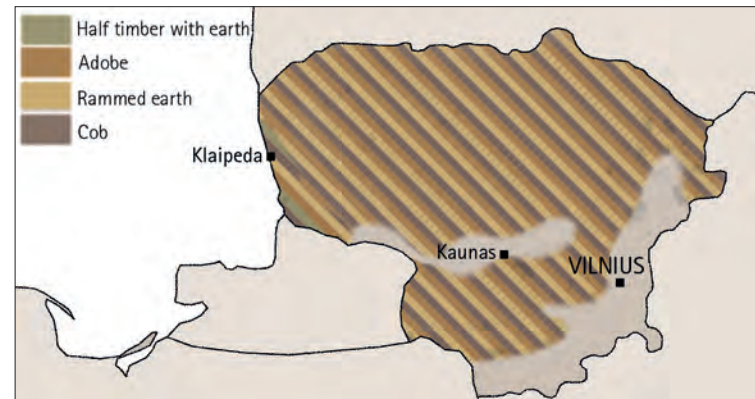 Half timber with earth
Adobe
Rammed earth
Cob
Klaipeda
Kaunas
VILNIUS